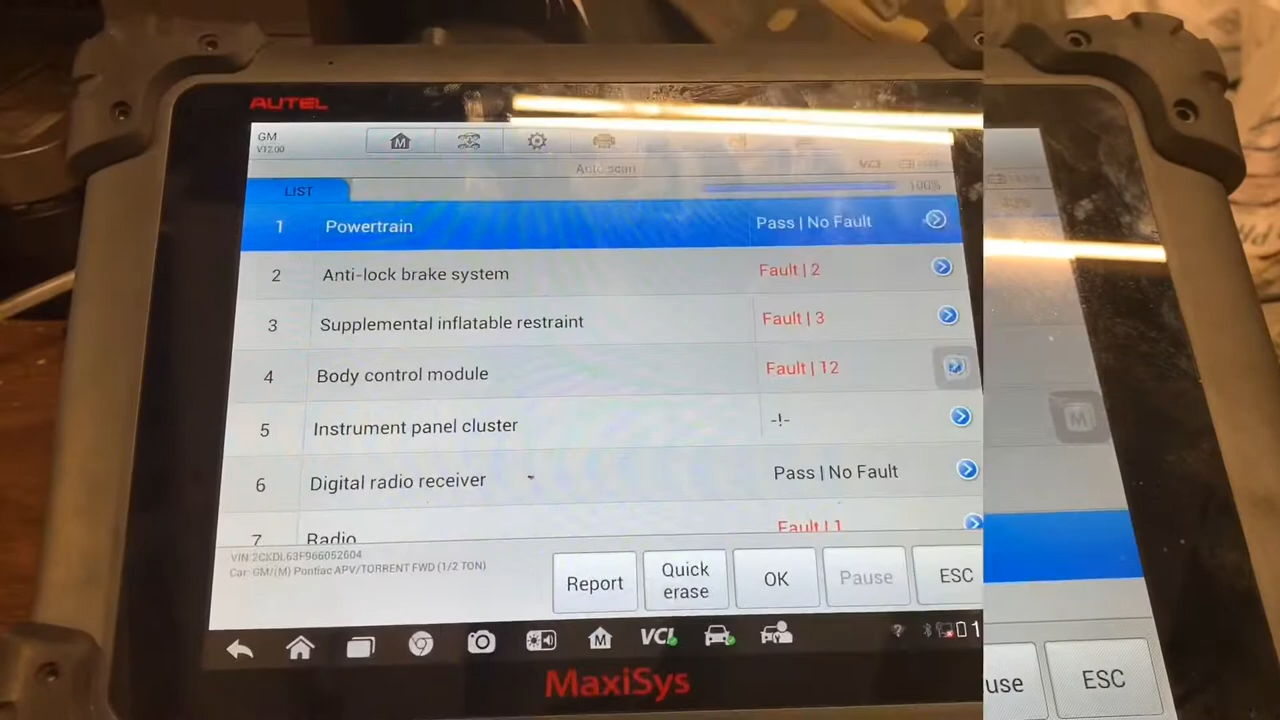 AUTEL
GM
V12.00
M
Auto Scan
VCI
LIST
100%
1 Powertrain Pass | No Fault
2 Anti-lock brake system Fault | 2
3 Supplemental inflatable restraint Fault | 3
4 Body control module Fault | 12
5 Instrument panel cluster -!-
6 Digital radio receiver Pass | No Fault
7 Radio Fault | 1
VIN:2CKDL63F966052604
Car: GM/(M) Pontiac APV/TORRENT FWD (1/2 TON)
Report Quick erase OK Pause ESC
M VCI 1
MaxiSys
M
use ESC